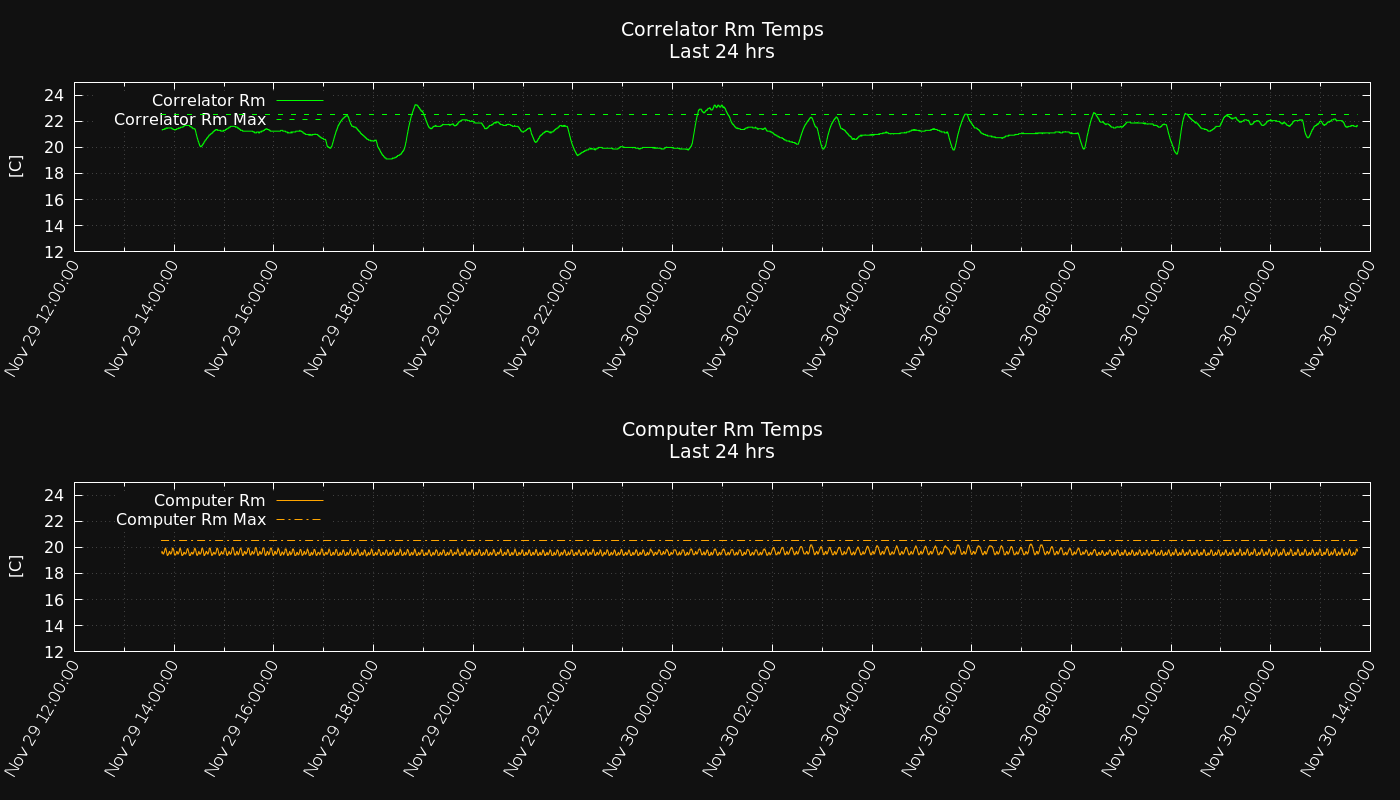 Correlator Rm Temps
Last 24 hrs
Correlator Rm
Correlator Rm Max
24
22
20
18
16
14
12
[C]
Nov 29 12:00:00
Nov 29 14:00:00
Nov 29 16:00:00
Nov 29 18:00:00
Nov 29 20:00:00
Nov 29 22:00:00
Nov 30 00:00:00
Nov 30 02:00:00
Nov 30 04:00:00
Nov 30 06:00:00
Nov 30 08:00:00
Nov 30 10:00:00
Nov 30 12:00:00
Nov 30 14:00:00
Computer Rm Temps
Last 24 hrs
Computer Rm
Computer Rm Max
24
22
20
18
16
14
12
[C]
Nov 29 12:00:00
Nov 29 14:00:00
Nov 29 16:00:00
Nov 29 18:00:00
Nov 29 20:00:00
Nov 29 22:00:00
Nov 30 00:00:00
Nov 30 02:00:00
Nov 30 04:00:00
Nov 30 06:00:00
Nov 30 08:00:00
Nov 30 10:00:00
Nov 30 12:00:00
Nov 30 14:00:00